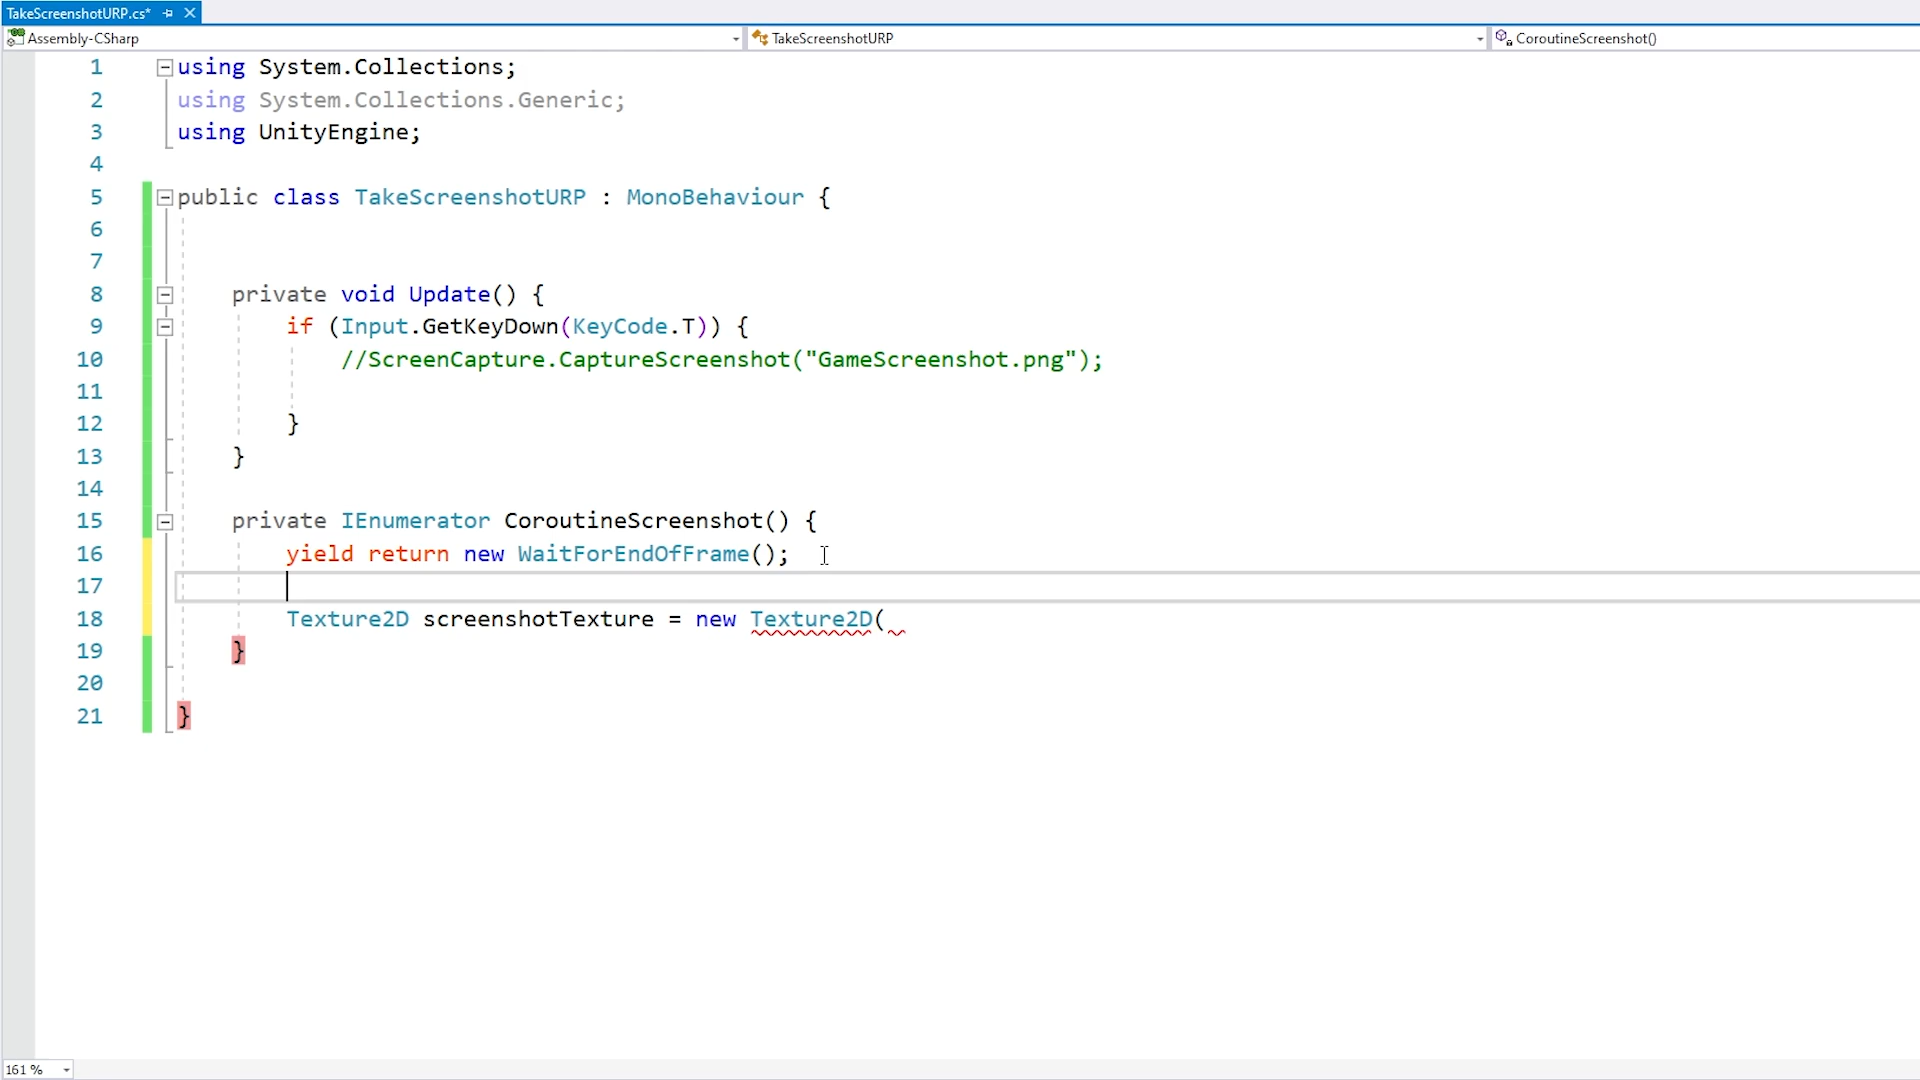 TakeScreenshotURP.cs*
Assembly-CSharp TakeScreenshotURP CoroutineScreenshot()
1 using System.Collections;
2 using System.Collections.Generic;
3 using UnityEngine;
4
5 public class TakeScreenshotURP : MonoBehaviour {
6
7
8 private void Update() {
9 if (Input.GetKeyDown(KeyCode.T)) {
10 //ScreenCapture.CaptureScreenshot("GameScreenshot.png");
11
12 }
13 }
14
15 private IEnumerator CoroutineScreenshot() {
16 yield return new WaitForEndOfFrame();
17
18 Texture2D screenshotTexture = new Texture2D(
19 }
20
21 }
161 %